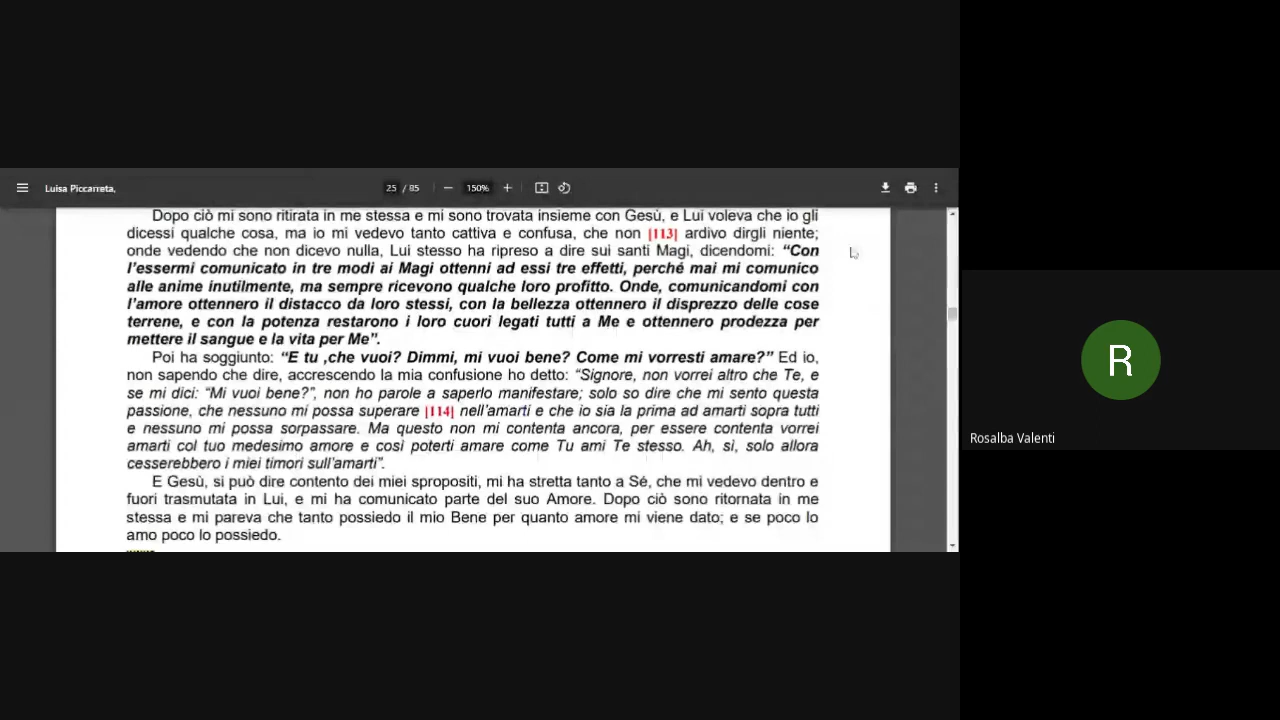 Luisa Piccarreta,
25 / 85
150%
Dopo ciò mi sono ritirata in me stessa e mi sono trovata insieme con Gesù, e Lui voleva che io gli
dicessi qualche cosa, ma io mi vedevo tanto cattiva e confusa, che non [113] ardivo dirgli niente;
onde vedendo che non dicevo nulla, Lui stesso ha ripreso a dire sui santi Magi, dicendomi: “Con
l’essermi comunicato in tre modi ai Magi ottenni ad essi tre effetti, perché mai mi comunico
alle anime inutilmente, ma sempre ricevono qualche loro profitto. Onde, comunicandomi con
l’amore ottennero il distacco da loro stessi, con la bellezza ottennero il disprezzo delle cose
terrene, e con la potenza restarono i loro cuori legati tutti a Me e ottennero prodezza per
mettere il sangue e la vita per Me”.
Poi ha soggiunto: “E tu ,che vuoi? Dimmi, mi vuoi bene? Come mi vorresti amare?” Ed io,
non sapendo che dire, accrescendo la mia confusione ho detto: “Signore, non vorrei altro che Te, e
se mi dici: “Mi vuoi bene?”, non ho parole a saperlo manifestare; solo so dire che mi sento questa
passione, che nessuno mi possa superare [114] nell’amarti e che io sia la prima ad amarti sopra tutti
e nessuno mi possa sorpassare. Ma questo non mi contenta ancora, per essere contenta vorrei
amarti col tuo medesimo amore e così poterti amare come Tu ami Te stesso. Ah, sì, solo allora
cesserebbero i miei timori sull’amarti”.
E Gesù, si può dire contento dei miei spropositi, mi ha stretta tanto a Sé, che mi vedevo dentro e
fuori trasmutata in Lui, e mi ha comunicato parte del suo Amore. Dopo ciò sono ritornata in me
stessa e mi pareva che tanto possiedo il mio Bene per quanto amore mi viene dato; e se poco lo
amo poco lo possiedo.
R
Rosalba Valenti